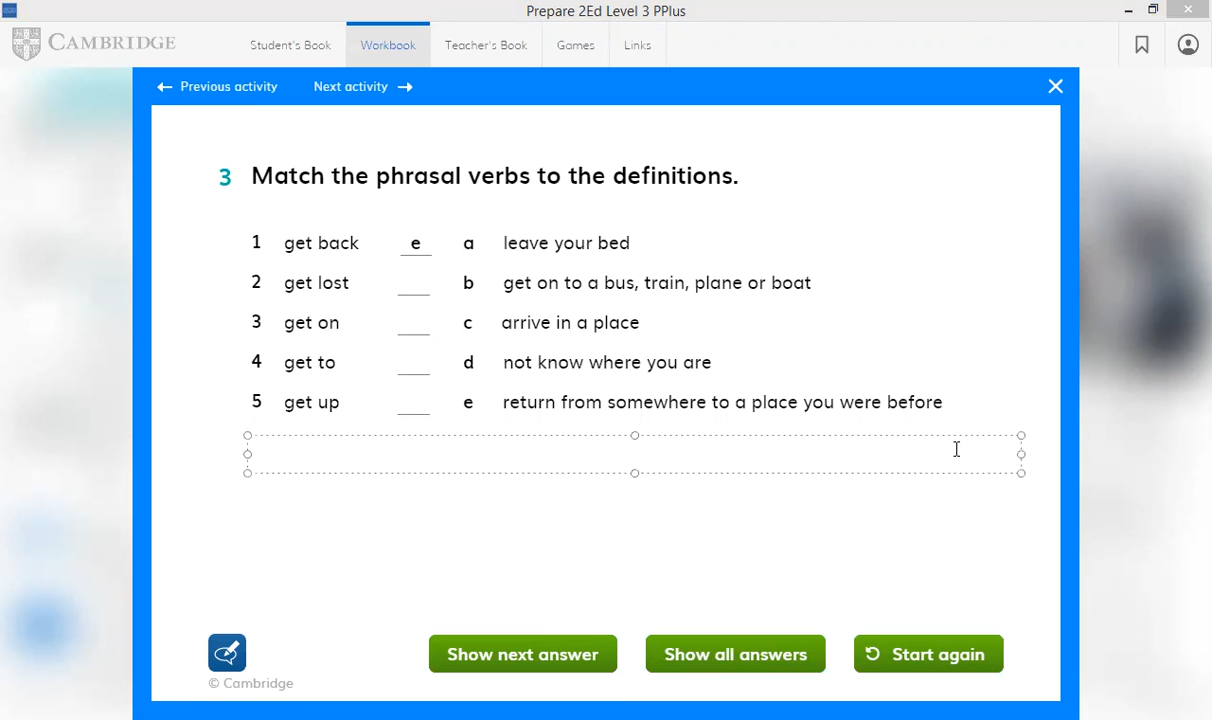 Prepare 2Ed Level 3 PPlus
CAMBRIDGE
Student's Book
Workbook
Teacher's Book
Games
Links
← Previous activity
Next activity →
3 Match the phrasal verbs to the definitions.
1 get back e a leave your bed
2 get lost ___ b get on to a bus, train, plane or boat
3 get on ___ c arrive in a place
4 get to ___ d not know where you are
5 get up ___ e return from somewhere to a place you were before
Show next answer
Show all answers
Start again
© Cambridge